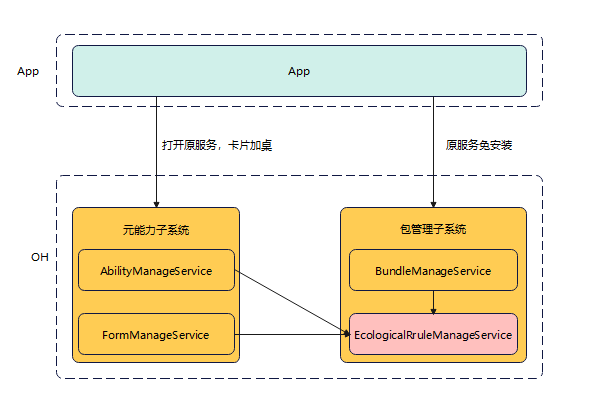 App
App
打开原服务，卡片加桌
原服务免安装
OH
元能力子系统
包管理子系统
AbilityManageService
BundleManageService
FormManageService
EcologicalRruleManageService